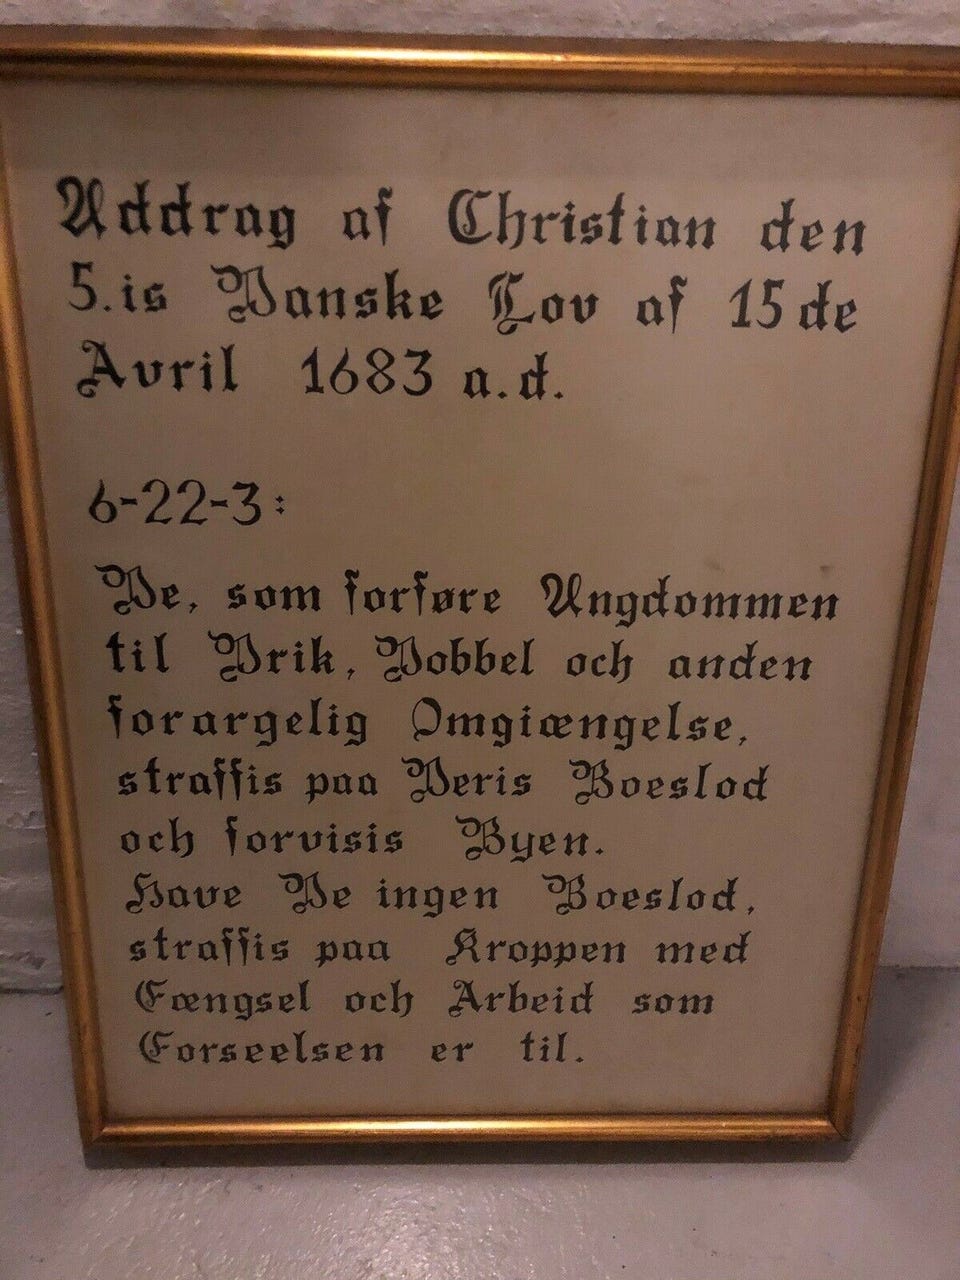 Uddrag af Christian den
5.is Danske Lov af 15de
Avril 1683 a.d.
6-22-3:
De, som forføre Ungdommen
til Drik, Dobbel och anden
forargelig Omgiængelse,
straffis paa Deris Boeslod
och forvisis Byen.
Have De ingen Boeslod,
straffis paa Kroppen med
Fængsel och Arbeid som
Forseelsen er til.